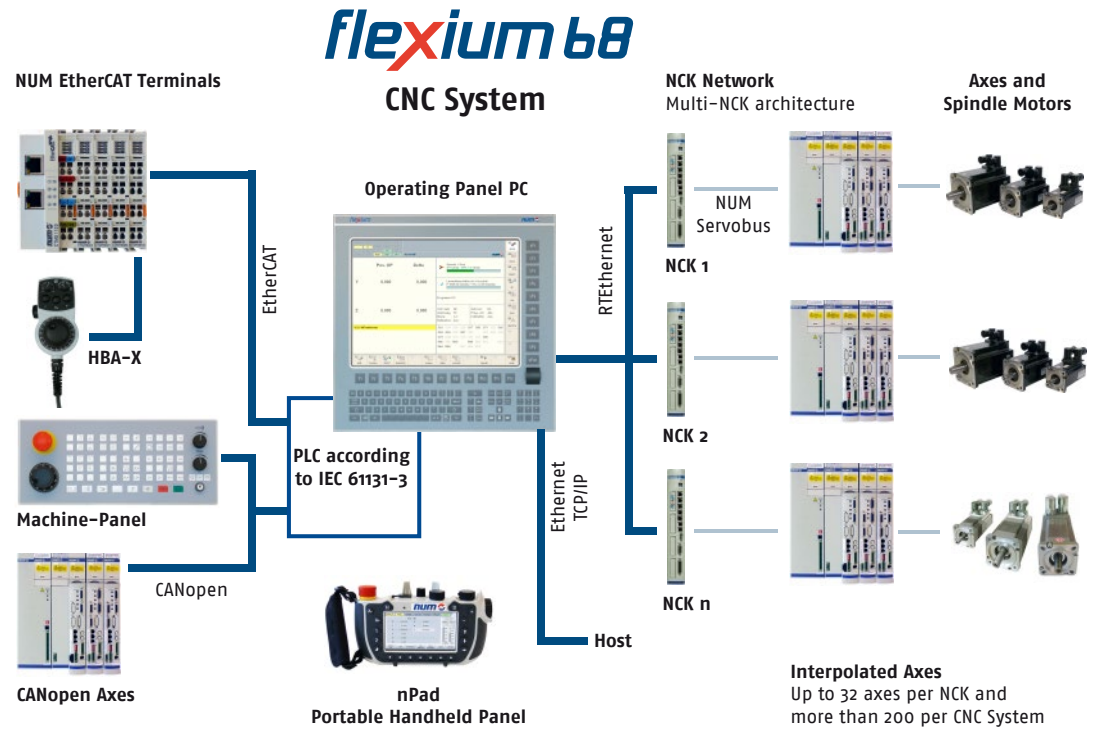 flexium 68
CNC System
NUM EtherCAT Terminals
NCK Network
Multi-NCK architecture
Axes and
Spindle Motors
Operating Panel PC
flexium
num
EtherCAT
HBA-X
RTEthernet
NUM
Servobus
NCK 1
NCK 2
NCK n
PLC according
to IEC 61131-3
Machine-Panel
CANopen
CANopen Axes
Ethernet
TCP/IP
Host
num
nPad
Portable Handheld Panel
Interpolated Axes
Up to 32 axes per NCK and
more than 200 per CNC System